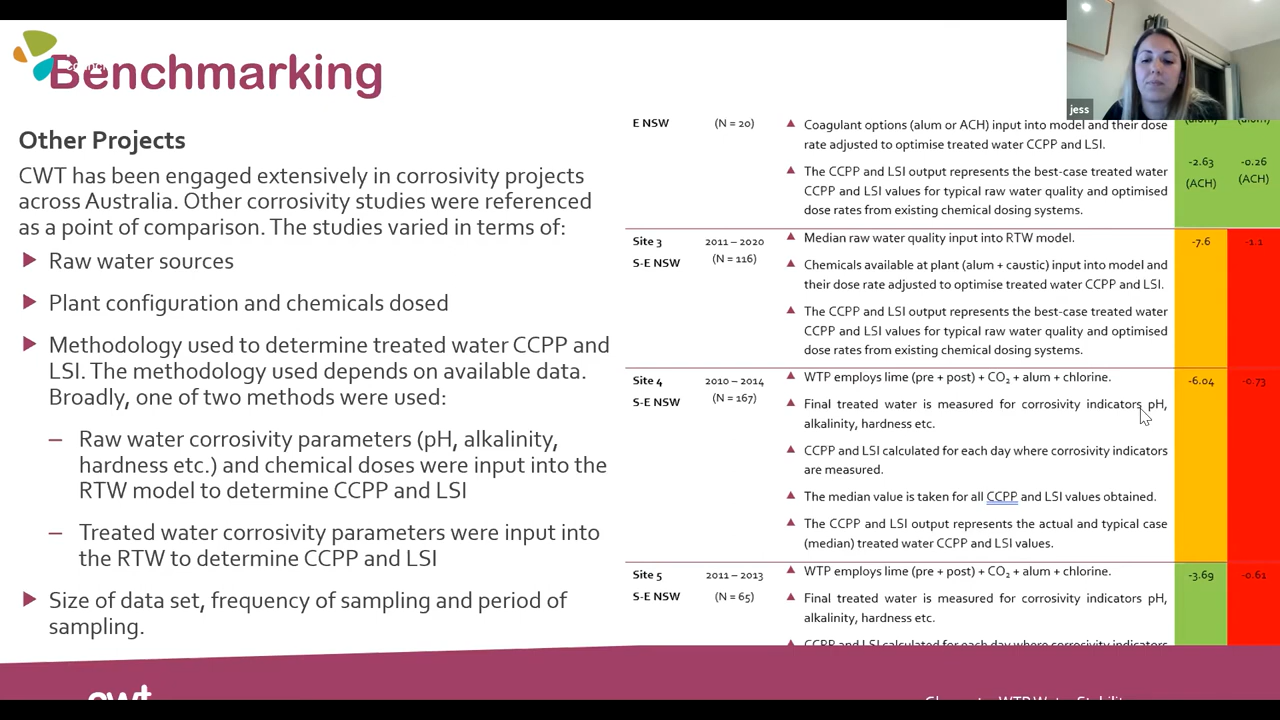 Benchmarking
jess
Other Projects
CWT has been engaged extensively in corrosivity projects
across Australia. Other corrosivity studies were referenced
as a point of comparison. The studies varied in terms of:
Raw water sources
Plant configuration and chemicals dosed
Methodology used to determine treated water CCPP and
LSI. The methodology used depends on available data.
Broadly, one of two methods were used:
– Raw water corrosivity parameters (pH, alkalinity,
hardness etc.) and chemical doses were input into the
RTW model to determine CCPP and LSI
– Treated water corrosivity parameters were input into
the RTW to determine CCPP and LSI
Size of data set, frequency of sampling and period of
sampling.
E NSW
(N = 20)
Coagulant options (alum or ACH) input into model and their dose
rate adjusted to optimise treated water CCPP and LSI.
The CCPP and LSI output represents the best-case treated water
CCPP and LSI values for typical raw water quality and optimised
dose rates from existing chemical dosing systems.
-2.63
(ACH)
-0.26
(ACH)
Site 3
S-E NSW
2011 – 2020
(N = 116)
Median raw water quality input into RTW model.
Chemicals available at plant (alum + caustic) input into model and
their dose rate adjusted to optimise treated water CCPP and LSI.
The CCPP and LSI output represents the best-case treated water
CCPP and LSI values for typical raw water quality and optimised
dose rates from existing chemical dosing systems.
-7.6
-1.1
Site 4
S-E NSW
2010 – 2014
(N = 167)
WTP employs lime (pre + post) + CO₂ + alum + chlorine.
Final treated water is measured for corrosivity indicators pH,
alkalinity, hardness etc.
CCPP and LSI calculated for each day where corrosivity indicators
are measured.
The median value is taken for all CCPP and LSI values obtained.
The CCPP and LSI output represents the actual and typical case
(median) treated water CCPP and LSI values.
-6.04
-0.73
Site 5
S-E NSW
2011 – 2013
(N = 65)
WTP employs lime (pre + post) + CO₂ + alum + chlorine.
Final treated water is measured for corrosivity indicators pH,
alkalinity, hardness etc.
CCPP and LSI calculated for each day where corrosivity indicators
-3.69
-0.61
cwt